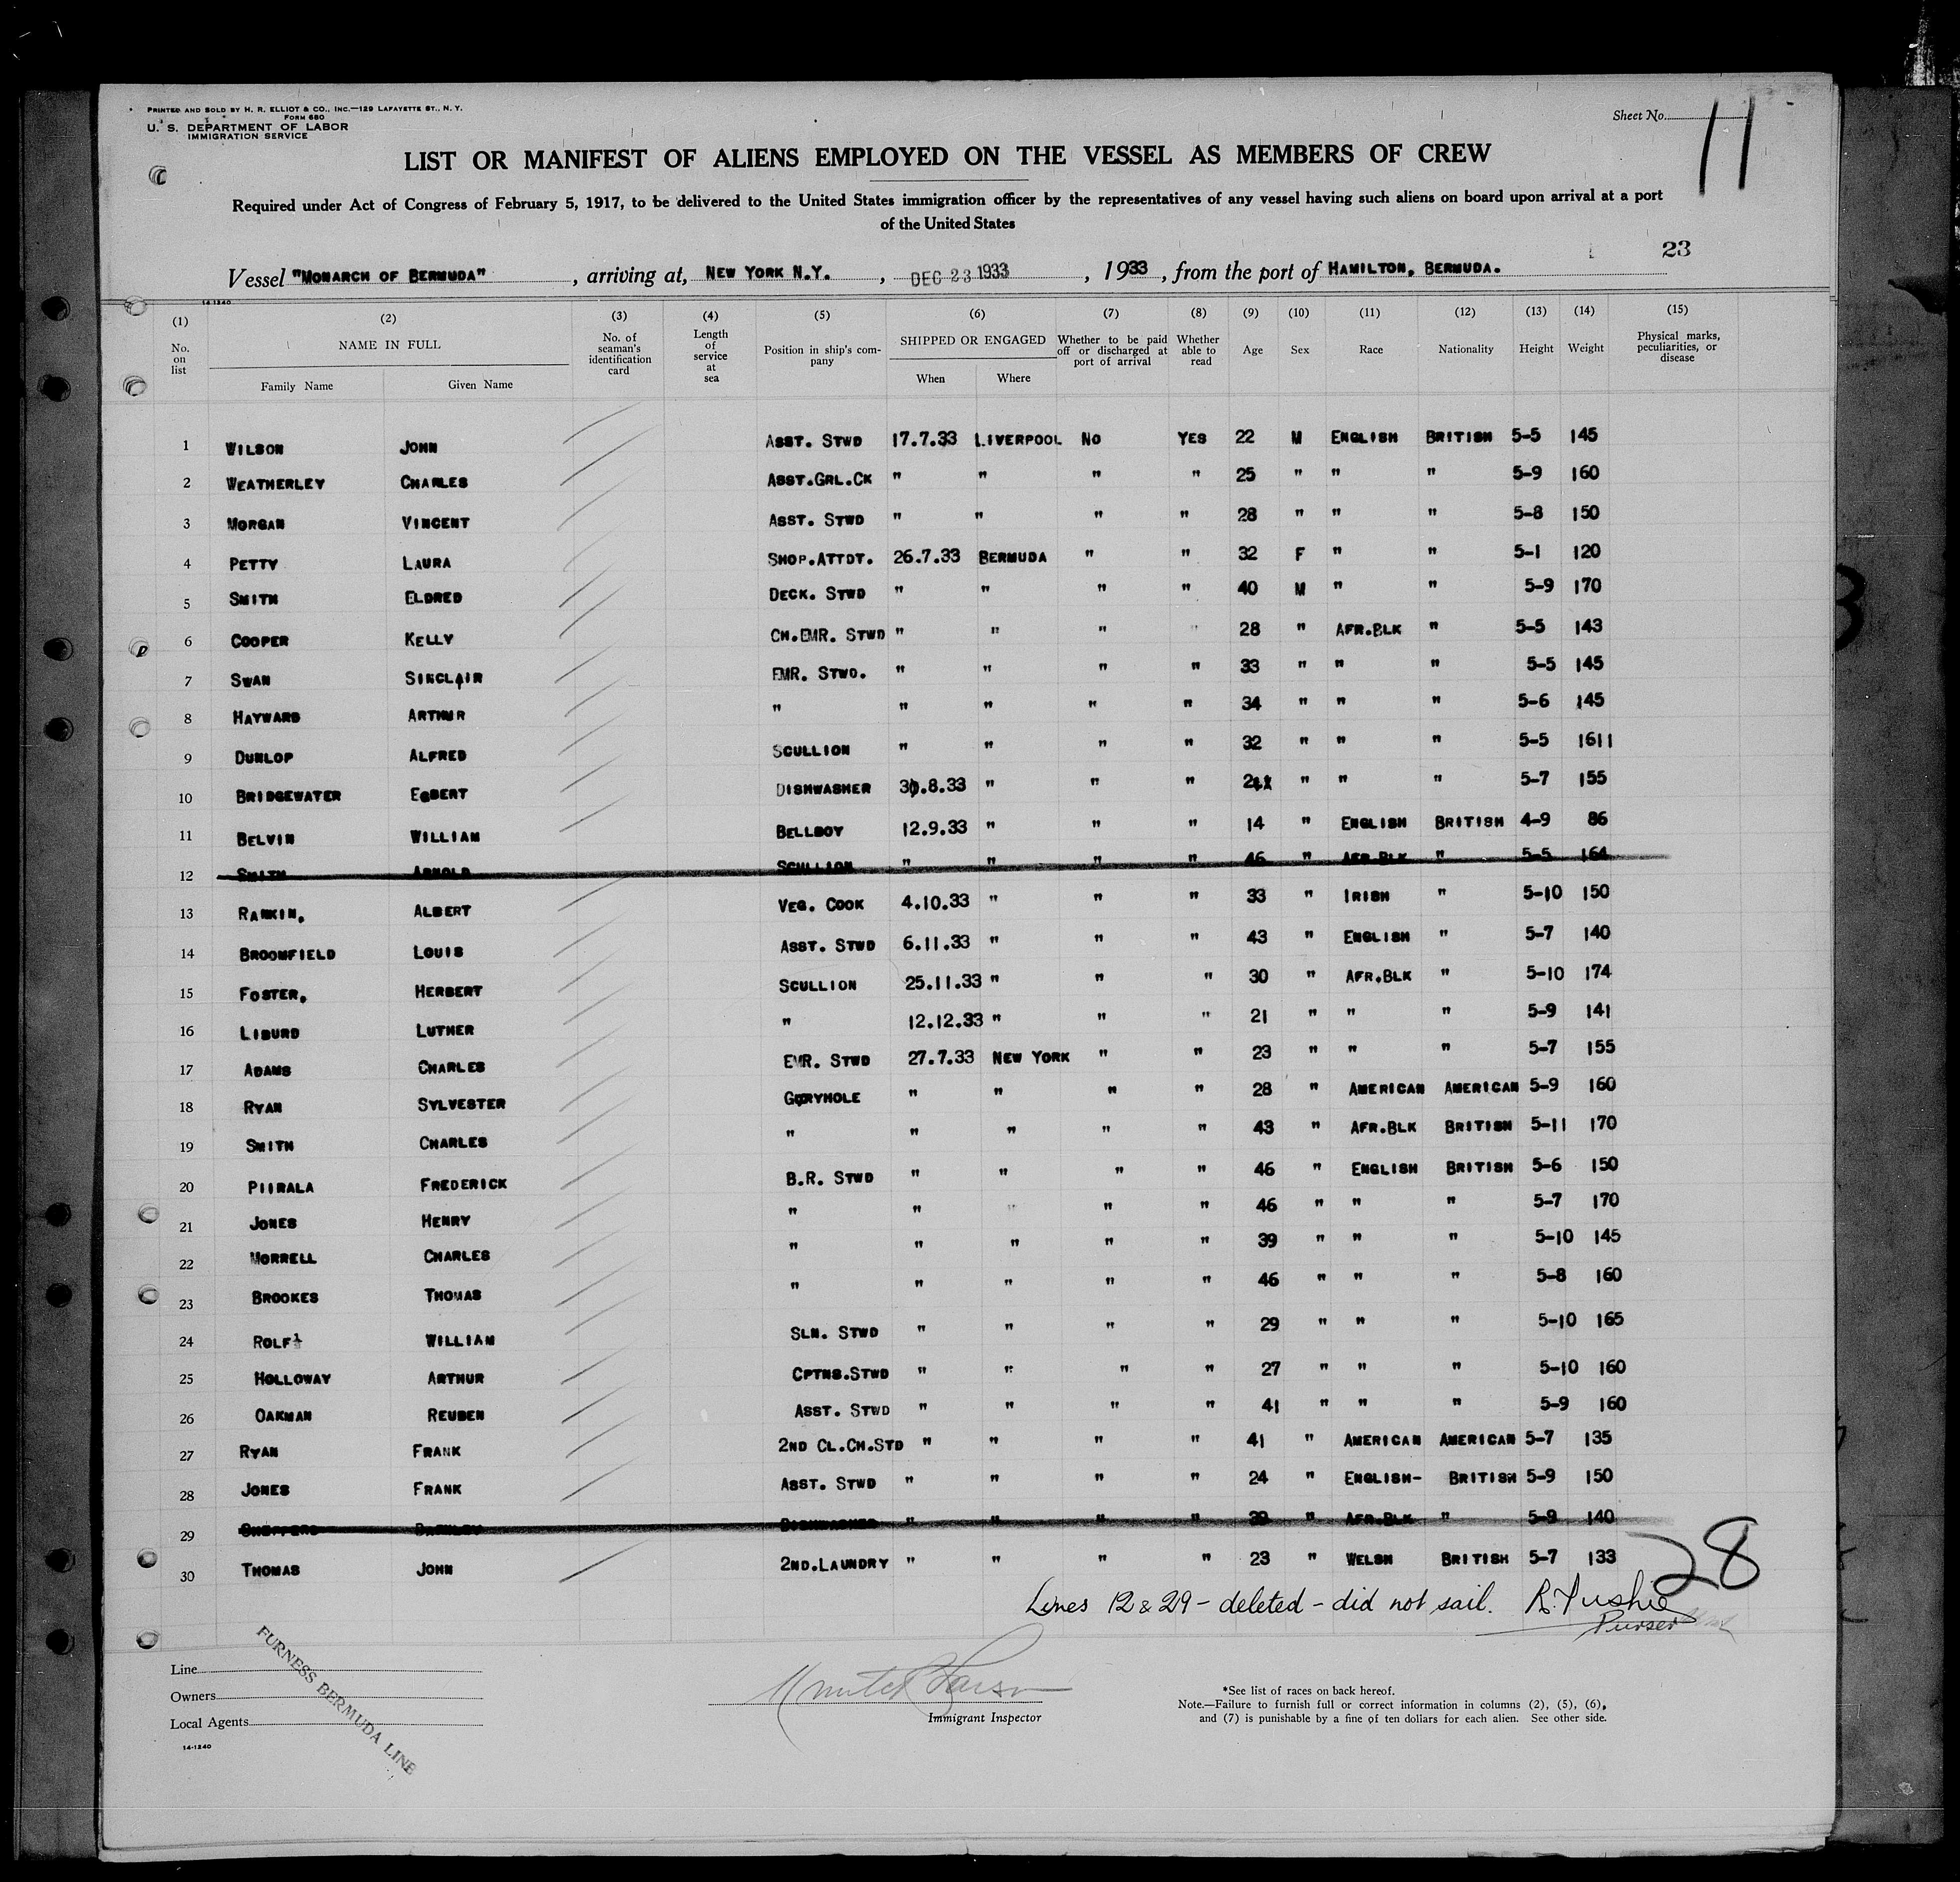 PRINTED AND SOLD BY H. R. ELLIOT & CO., INC.—129 LAFAYETTE ST., N. Y.
FORM 680
U. S. DEPARTMENT OF LABOR
IMMIGRATION SERVICE
Sheet No. 11
LIST OR MANIFEST OF ALIENS EMPLOYED ON THE VESSEL AS MEMBERS OF CREW
Required under Act of Congress of February 5, 1917, to be delivered to the United States immigration officer by the representatives of any vessel having such aliens on board upon arrival at a port
of the United States
23
Vessel "MONARCH OF BERMUDA", arriving at, NEW YORK N.Y., DEC 23 1933, 1933, from the port of HAMILTON, BERMUDA.
14-1240
(1) (2) (3) (4) (5) (6) (7) (8) (9) (10) (11) (12) (13) (14) (15)
No. on list NAME IN FULL Family Name Given Name No. of seaman's identification card Length of service at sea Position in ship's company SHIPPED OR ENGAGED When Where Whether to be paid off or discharged at port of arrival Whether able to read Age Sex Race Nationality Height Weight Physical marks, peculiarities, or disease
1 WILSON JOHN ASST. STWD 17.7.33 LIVERPOOL NO YES 22 M ENGLISH BRITISH 5-5 145
2 WEATHERLEY CHARLES ASST.GRL.CK " " " " 25 " " " 5-9 160
3 MORGAN VINCENT ASST. STWD " " " " 28 " " " 5-8 150
4 PETTY LAURA SHOP.ATTDT. 26.7.33 BERMUDA " " 32 F " " 5-1 120
5 SMITH ELDRED DECK. STWD " " " " 40 M " " 5-9 170
6 COOPER KELLY CH.EMR. STWD " " " " 28 " AFR.BLK " 5-5 143
7 SWAN SINCLAIR EMR. STWD. " " " " 33 " " " 5-5 145
8 HAYWARD ARTHUR " " " " " 34 " " " 5-6 145
9 DUNLOP ALFRED SCULLION " " " " 32 " " " 5-5 1611
10 BRIDGEWATER EGBERT DISHWASHER 30.8.33 " " " " " " 5-7 155
11 BELVIN WILLIAM BELLBOY 12.9.33 " " " 14 " ENGLISH BRITISH 4-9 86
12 SMITH ARNOLD SCULLION " " " " 46 " AFR.BLK " 5-5 164
13 RANKIN, ALBERT VEG. COOK 4.10.33 " " " 33 " IRISH " 5-10 150
14 BROOMFIELD LOUIS ASST. STWD 6.11.33 " " " 43 " ENGLISH " 5-7 140
15 FOSTER, HERBERT SCULLION 25.11.33 " " " 30 " AFR.BLK " 5-10 174
16 LIBURD LUTHER " 12.12.33 " " " 21 " " " 5-9 141
17 ADAMS CHARLES EMR. STWD 27.7.33 NEW YORK " " 23 " " " 5-7 155
18 RYAN SYLVESTER " " " " 28 " AMERICAN AMERICAN 5-9 160
19 SMITH CHARLES " " " " " 43 " AFR.BLK BRITISH 5-11 170
20 PIIRALA FREDERICK B.R. STWD " " " " 46 " ENGLISH BRITISH 5-6 150
21 JONES HENRY " " " " " 46 " " " 5-7 170
22 MORRELL CHARLES " " " " " 39 " " " 5-10 145
23 BROOKES THOMAS " " " " " 46 " " " 5-8 160
24 ROLF WILLIAM SLN. STWD " " " " 29 " " " 5-10 165
25 HOLLOWAY ARTHUR CPTNS.STWD " " " " 27 " " " 5-10 160
26 OAKMAN REUBEN ASST. STWD " " " " 41 " " " 5-9 160
27 RYAN FRANK 2ND CL.CH.STD " " " " 41 " AMERICAN AMERICAN 5-7 135
28 JONES FRANK ASST. STWD " " " " 24 " ENGLISH- BRITISH 5-9 150
29 DISHWASHER " " " " " AFR.BLK " 5-9 140
30 THOMAS JOHN 2ND.LAUNDRY " " " " 23 " WELSH BRITISH 5-7 133
28
Lines 12 & 29 - deleted - did not sail.
Purser
Line
Owners
Local Agents
FURNESS BERMUDA LINE
14-1240
Immigrant Inspector
*See list of races on back hereof.
Note.—Failure to furnish full or correct information in columns (2), (5), (6),
and (7) is punishable by a fine of ten dollars for each alien. See other side.